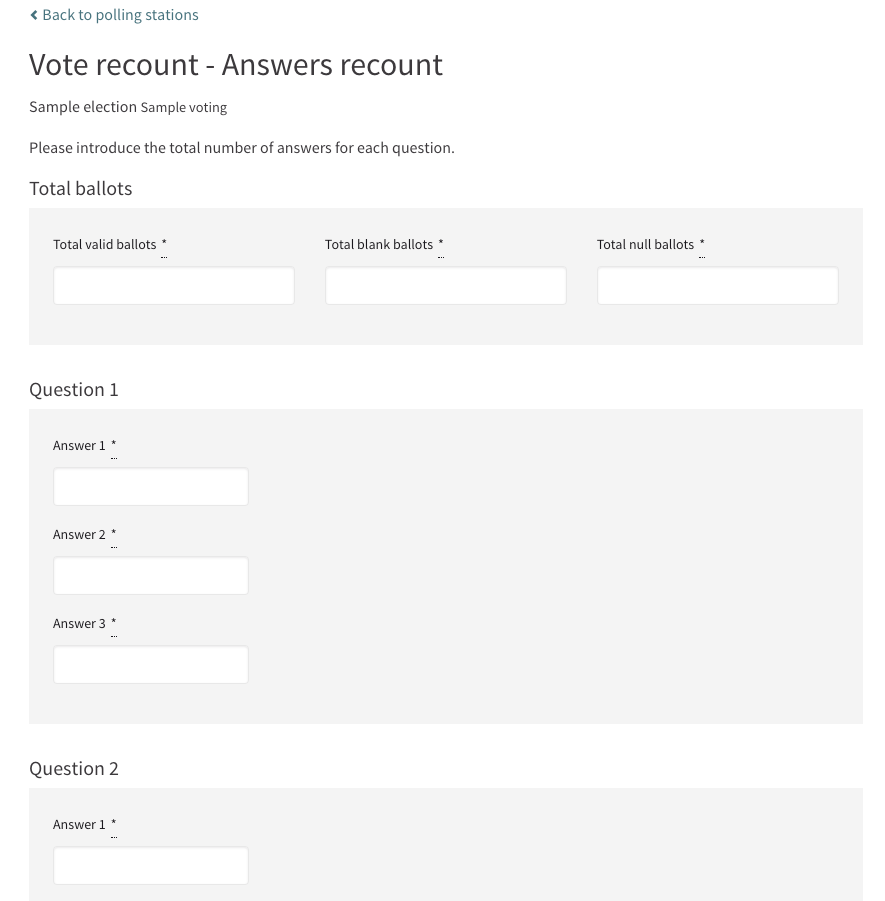 Back to polling stations
Vote recount - Answers recount
Sample election Sample voting
Please introduce the total number of answers for each question.
Total ballots
Total valid ballots * Total blank ballots * Total null ballots *
Question 1
Answer 1 *
Answer 2 *
Answer 3 *
Question 2
Answer 1 *